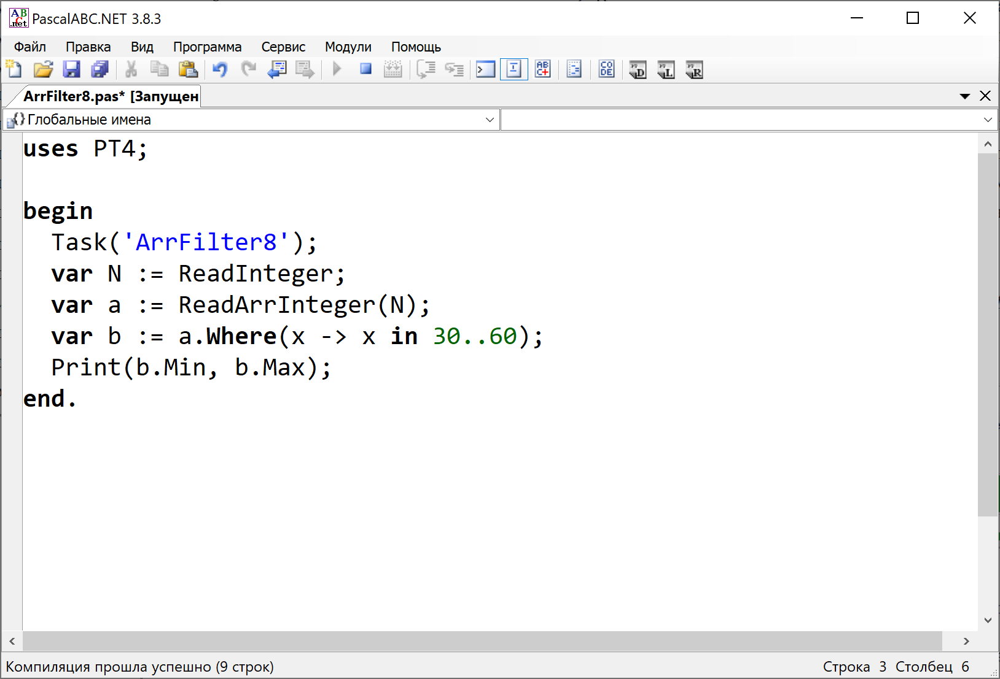 PascalABC.NET 3.8.3
Файл Правка Вид Программа Сервис Модули Помощь
ArrFilter8.pas* [Запущен
Глобальные имена
uses PT4;
begin
  Task('ArrFilter8');
  var N := ReadInteger;
  var a := ReadArrInteger(N);
  var b := a.Where(x -> x in 30..60);
  Print(b.Min, b.Max);
end.
Компиляция прошла успешно (9 строк) Строка 3 Столбец 6